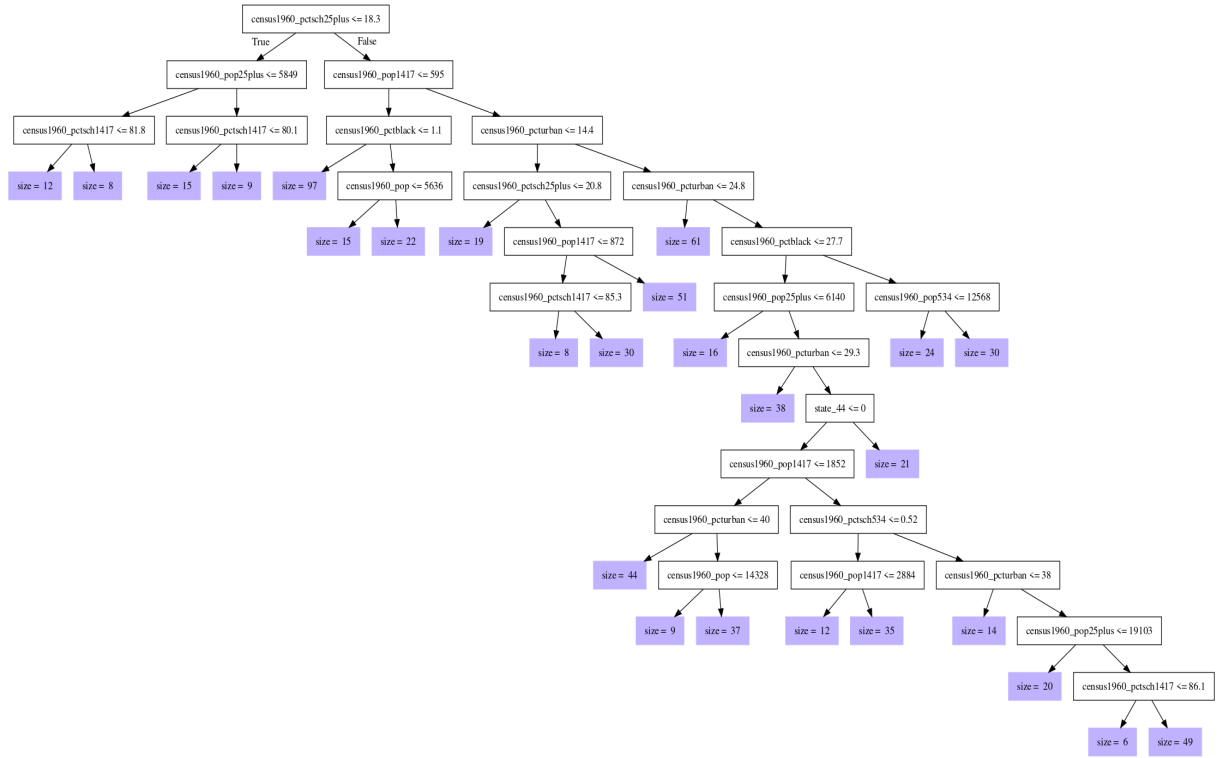 census1960_pctsch25plus <= 18.3
True
False
census1960_pop25plus <= 5849
census1960_pop1417 <= 595
census1960_pctsch1417 <= 81.8
census1960_pctsch1417 <= 80.1
census1960_pctblack <= 1.1
census1960_pcturban <= 14.4
size = 12
size = 8
size = 15
size = 9
size = 97
census1960_pop <= 5636
census1960_pctsch25plus <= 20.8
census1960_pcturban <= 24.8
size = 15
size = 22
size = 19
census1960_pop1417 <= 872
size = 61
census1960_pctblack <= 27.7
census1960_pctsch1417 <= 85.3
size = 51
census1960_pop25plus <= 6140
census1960_pop534 <= 12568
size = 8
size = 30
size = 16
census1960_pcturban <= 29.3
size = 24
size = 30
size = 38
state_44 <= 0
census1960_pop1417 <= 1852
size = 21
census1960_pcturban <= 40
census1960_pctsch534 <= 0.52
size = 44
census1960_pop <= 14328
census1960_pop1417 <= 2884
census1960_pcturban <= 38
size = 9
size = 37
size = 12
size = 35
size = 14
census1960_pop25plus <= 19103
size = 20
census1960_pctsch1417 <= 86.1
size = 6
size = 49